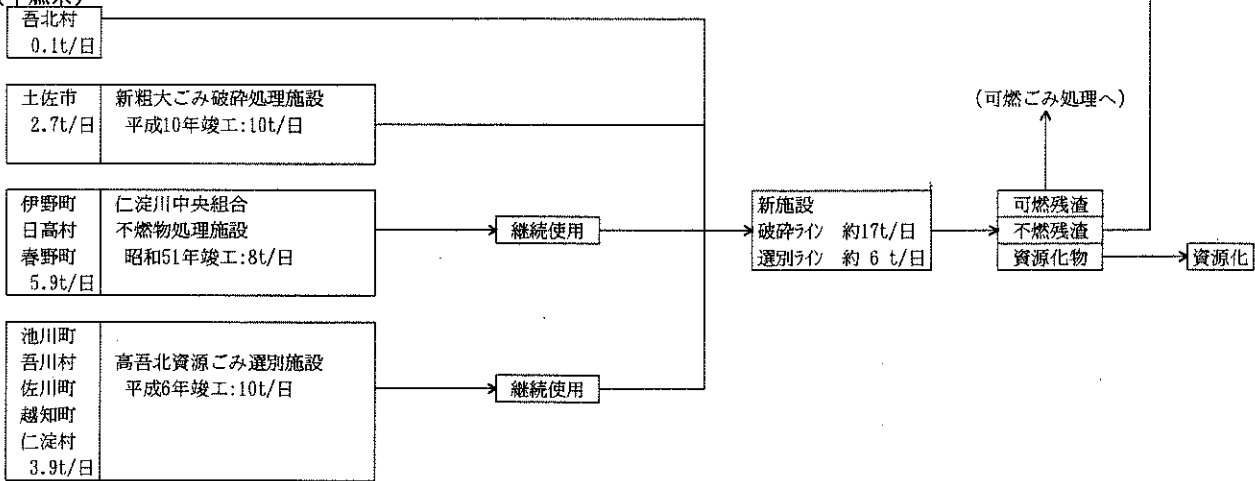 吾北村
0.1t/日
土佐市
2.7t/日
新粗大ごみ破砕処理施設
平成10年竣工:10t/日
(可燃ごみ処理へ)
伊野町
日高村
春野町
5.9t/日
仁淀川中央組合
不燃物処理施設
昭和51年竣工:8t/日
継続使用
新施設
破砕ライン 約17t/日
選別ライン 約 6 t/日
可燃残渣
不燃残渣
資源化物
資源化
池川町
吾川村
佐川町
越知町
仁淀村
3.9t/日
高吾北資源ごみ選別施設
平成6年竣工:10t/日
継続使用